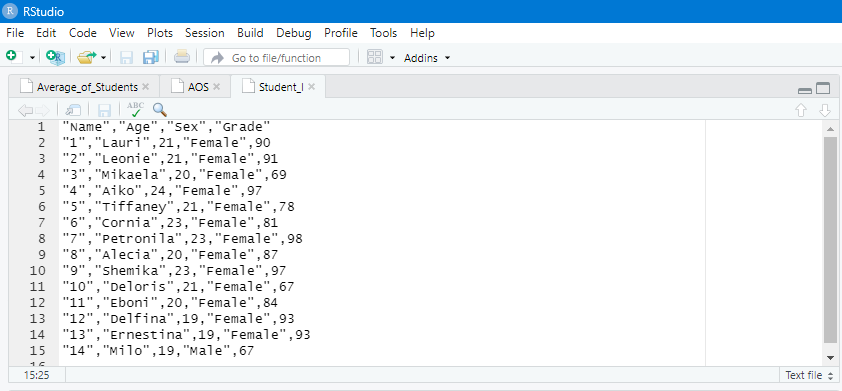 RStudio
File Edit Code View Plots Session Build Debug Profile Tools Help
Go to file/function Addins
Average_of_Students AOS Student_I
ABC
1 "Name","Age","Sex","Grade"
2 "1","Lauri",21,"Female",90
3 "2","Leonie",21,"Female",91
4 "3","Mikaela",20,"Female",69
5 "4","Aiko",24,"Female",97
6 "5","Tiffaney",21,"Female",78
7 "6","Cornia",23,"Female",81
8 "7","Petronila",23,"Female",98
9 "8","Alecia",20,"Female",87
10 "9","Shemika",23,"Female",97
11 "10","Deloris",21,"Female",67
12 "11","Eboni",20,"Female",84
13 "12","Delfina",19,"Female",93
14 "13","Ernestina",19,"Female",93
15 "14","Milo",19,"Male",67
16
15:25 Text file